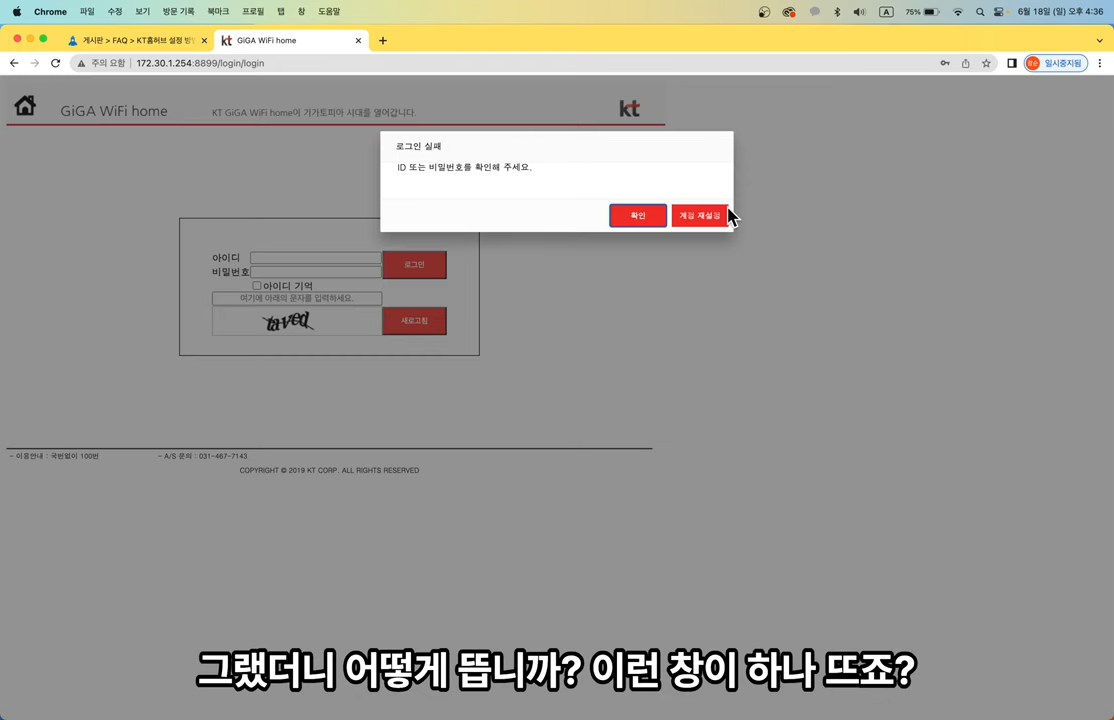 Chrome 파일 수정 보기 방문 기록 북마크 프로필 탭 창 도움말 A 75% 6월 18일 (일) 오후 4:36
게시판 > FAQ > KT홈허브 설정 방 GiGA WiFi home
주의 요함 172.30.1.254:8899/login/login 일시중지됨
GiGA WiFi home KT GiGA WiFi home이 기가토피아 시대를 열어갑니다. kt
로그인 실패
ID 또는 비밀번호를 확인해 주세요.
확인 계정 재설정
아이디 로그인
비밀번호
아이디 기억
여기에 아래의 문자를 입력하세요.
새로고침
- 이용안내 : 국번없이 100번 - A/S 문의 : 031-467-7143
COPYRIGHT © 2019 KT CORP. ALL RIGHTS RESERVED
그랬더니 어떻게 뜹니까? 이런 창이 하나 뜨죠?